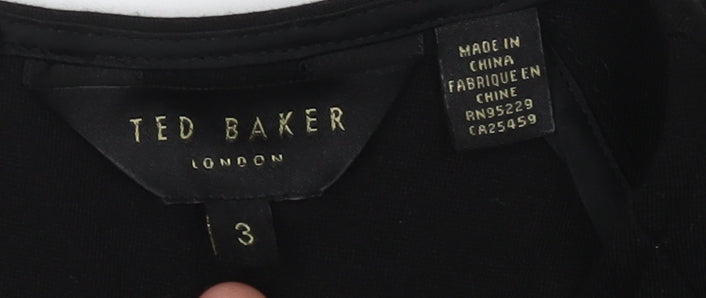 TED BAKER
LONDON
3
MADE IN
CHINA
FABRIQUE EN
CHINE
RN95229
CA25459